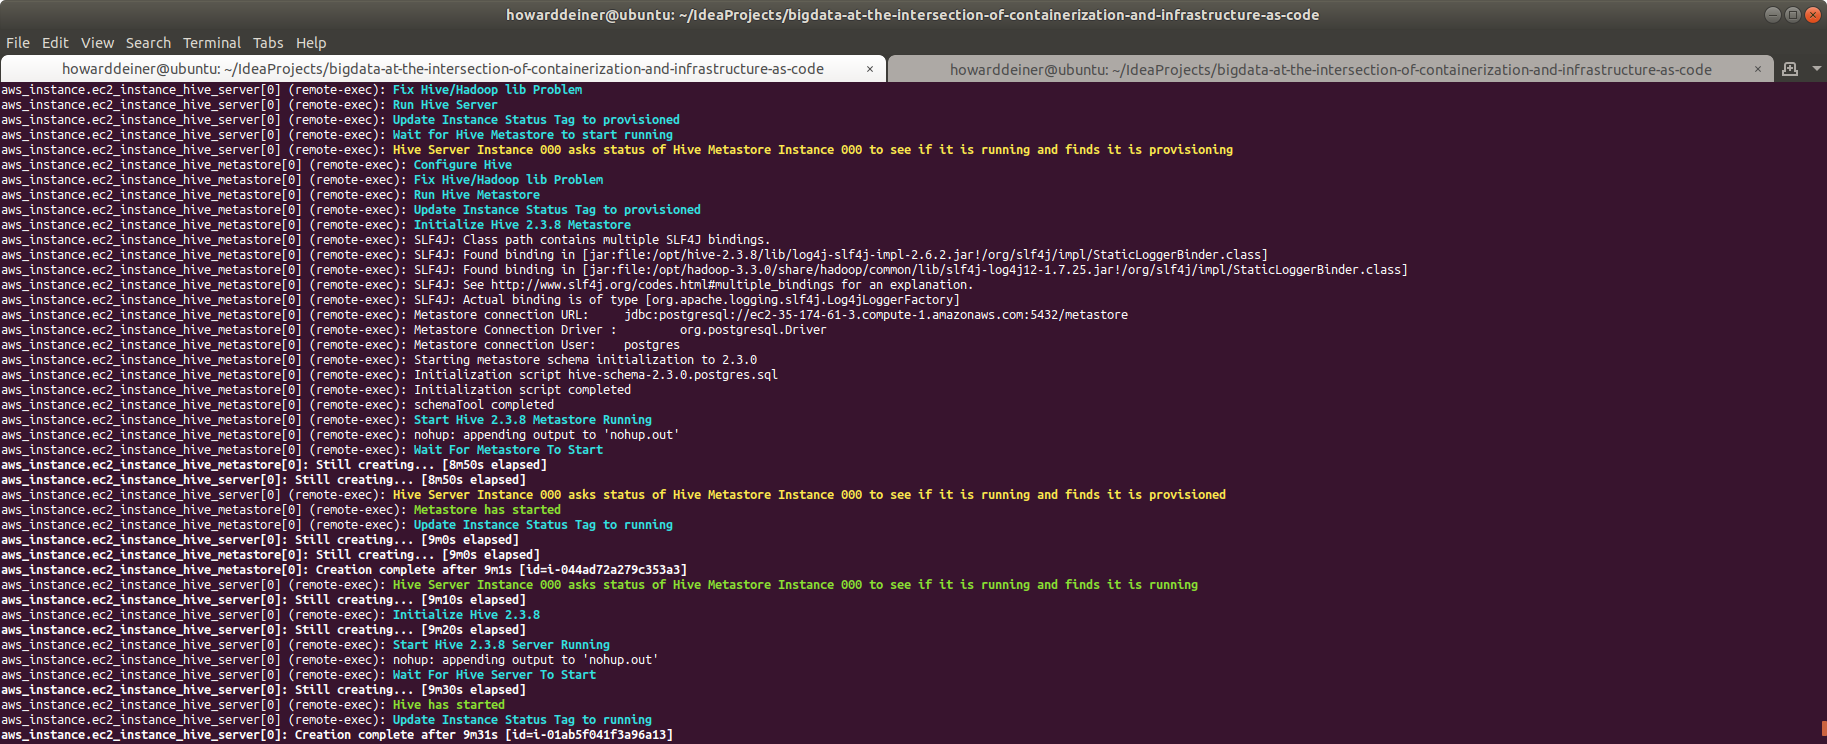 howarddeiner@ubuntu: ~/IdeaProjects/bigdata-at-the-intersection-of-containerization-and-infrastructure-as-code
File Edit View Search Terminal Tabs Help
howarddeiner@ubuntu: ~/IdeaProjects/bigdata-at-the-intersection-of-containerization-and-infrastructure-as-code × howarddeiner@ubuntu: ~/IdeaProjects/bigdata-at-the-intersection-of-containerization-and-infrastructure-as-code ×
aws_instance.ec2_instance_hive_server[0] (remote-exec): Fix Hive/Hadoop lib Problem
aws_instance.ec2_instance_hive_server[0] (remote-exec): Run Hive Server
aws_instance.ec2_instance_hive_server[0] (remote-exec): Update Instance Status Tag to provisioned
aws_instance.ec2_instance_hive_server[0] (remote-exec): Wait for Hive Metastore to start running
aws_instance.ec2_instance_hive_server[0] (remote-exec): Hive Server Instance 000 asks status of Hive Metastore Instance 000 to see if it is running and finds it is provisioning
aws_instance.ec2_instance_hive_metastore[0] (remote-exec): Configure Hive
aws_instance.ec2_instance_hive_metastore[0] (remote-exec): Fix Hive/Hadoop lib Problem
aws_instance.ec2_instance_hive_metastore[0] (remote-exec): Run Hive Metastore
aws_instance.ec2_instance_hive_metastore[0] (remote-exec): Update Instance Status Tag to provisioned
aws_instance.ec2_instance_hive_metastore[0] (remote-exec): Initialize Hive 2.3.8 Metastore
aws_instance.ec2_instance_hive_metastore[0] (remote-exec): SLF4J: Class path contains multiple SLF4J bindings.
aws_instance.ec2_instance_hive_metastore[0] (remote-exec): SLF4J: Found binding in [jar:file:/opt/hive-2.3.8/lib/log4j-slf4j-impl-2.6.2.jar!/org/slf4j/impl/StaticLoggerBinder.class]
aws_instance.ec2_instance_hive_metastore[0] (remote-exec): SLF4J: Found binding in [jar:file:/opt/hadoop-3.3.0/share/hadoop/common/lib/slf4j-log4j12-1.7.25.jar!/org/slf4j/impl/StaticLoggerBinder.class]
aws_instance.ec2_instance_hive_metastore[0] (remote-exec): SLF4J: See http://www.slf4j.org/codes.html#multiple_bindings for an explanation.
aws_instance.ec2_instance_hive_metastore[0] (remote-exec): SLF4J: Actual binding is of type [org.apache.logging.slf4j.Log4jLoggerFactory]
aws_instance.ec2_instance_hive_metastore[0] (remote-exec): Metastore connection URL: jdbc:postgresql://ec2-35-174-61-3.compute-1.amazonaws.com:5432/metastore
aws_instance.ec2_instance_hive_metastore[0] (remote-exec): Metastore Connection Driver : org.postgresql.Driver
aws_instance.ec2_instance_hive_metastore[0] (remote-exec): Metastore connection User: postgres
aws_instance.ec2_instance_hive_metastore[0] (remote-exec): Starting metastore schema initialization to 2.3.0
aws_instance.ec2_instance_hive_metastore[0] (remote-exec): Initialization script hive-schema-2.3.0.postgres.sql
aws_instance.ec2_instance_hive_metastore[0] (remote-exec): Initialization script completed
aws_instance.ec2_instance_hive_metastore[0] (remote-exec): schemaTool completed
aws_instance.ec2_instance_hive_metastore[0] (remote-exec): Start Hive 2.3.8 Metastore Running
aws_instance.ec2_instance_hive_metastore[0] (remote-exec): nohup: appending output to 'nohup.out'
aws_instance.ec2_instance_hive_metastore[0] (remote-exec): Wait For Metastore To Start
aws_instance.ec2_instance_hive_metastore[0]: Still creating... [8m50s elapsed]
aws_instance.ec2_instance_hive_server[0]: Still creating... [8m50s elapsed]
aws_instance.ec2_instance_hive_server[0] (remote-exec): Hive Server Instance 000 asks status of Hive Metastore Instance 000 to see if it is running and finds it is provisioned
aws_instance.ec2_instance_hive_metastore[0] (remote-exec): Metastore has started
aws_instance.ec2_instance_hive_metastore[0] (remote-exec): Update Instance Status Tag to running
aws_instance.ec2_instance_hive_server[0]: Still creating... [9m0s elapsed]
aws_instance.ec2_instance_hive_metastore[0]: Still creating... [9m0s elapsed]
aws_instance.ec2_instance_hive_metastore[0]: Creation complete after 9m1s [id=i-044ad72a279c353a3]
aws_instance.ec2_instance_hive_server[0] (remote-exec): Hive Server Instance 000 asks status of Hive Metastore Instance 000 to see if it is running and finds it is running
aws_instance.ec2_instance_hive_server[0]: Still creating... [9m10s elapsed]
aws_instance.ec2_instance_hive_server[0] (remote-exec): Initialize Hive 2.3.8
aws_instance.ec2_instance_hive_server[0]: Still creating... [9m20s elapsed]
aws_instance.ec2_instance_hive_server[0] (remote-exec): Start Hive 2.3.8 Server Running
aws_instance.ec2_instance_hive_server[0] (remote-exec): nohup: appending output to 'nohup.out'
aws_instance.ec2_instance_hive_server[0] (remote-exec): Wait For Hive Server To Start
aws_instance.ec2_instance_hive_server[0]: Still creating... [9m30s elapsed]
aws_instance.ec2_instance_hive_server[0] (remote-exec): Hive has started
aws_instance.ec2_instance_hive_server[0] (remote-exec): Update Instance Status Tag to running
aws_instance.ec2_instance_hive_server[0]: Creation complete after 9m31s [id=i-01ab5f041f3a96a13]